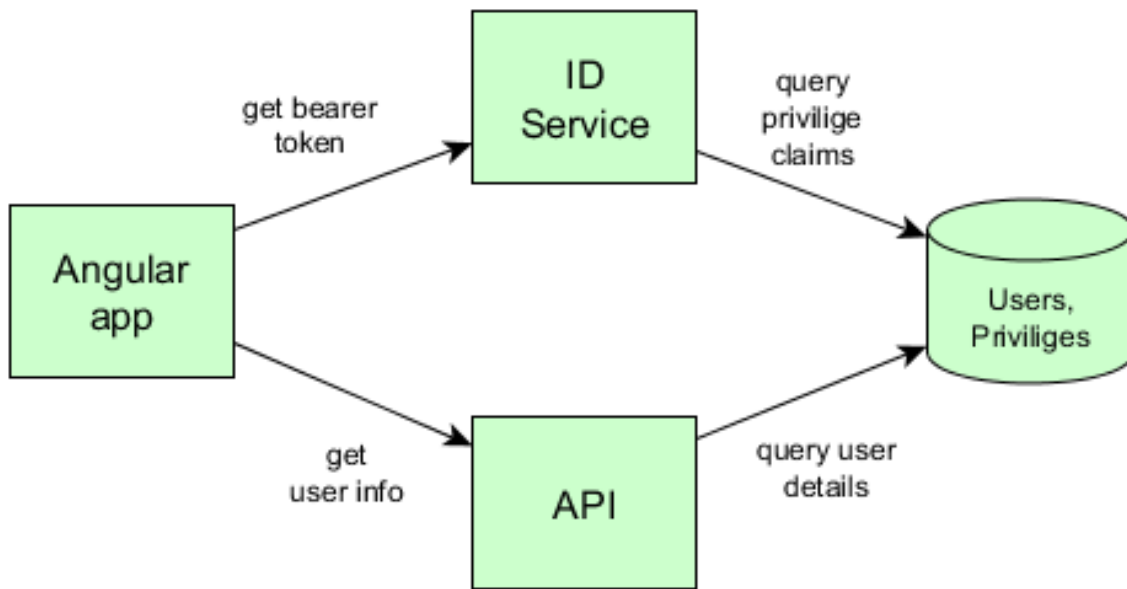 ID
Service
query
privilige
claims
get bearer
token
Angular
app
Users,
Priviliges
get
user info
API
query user
details